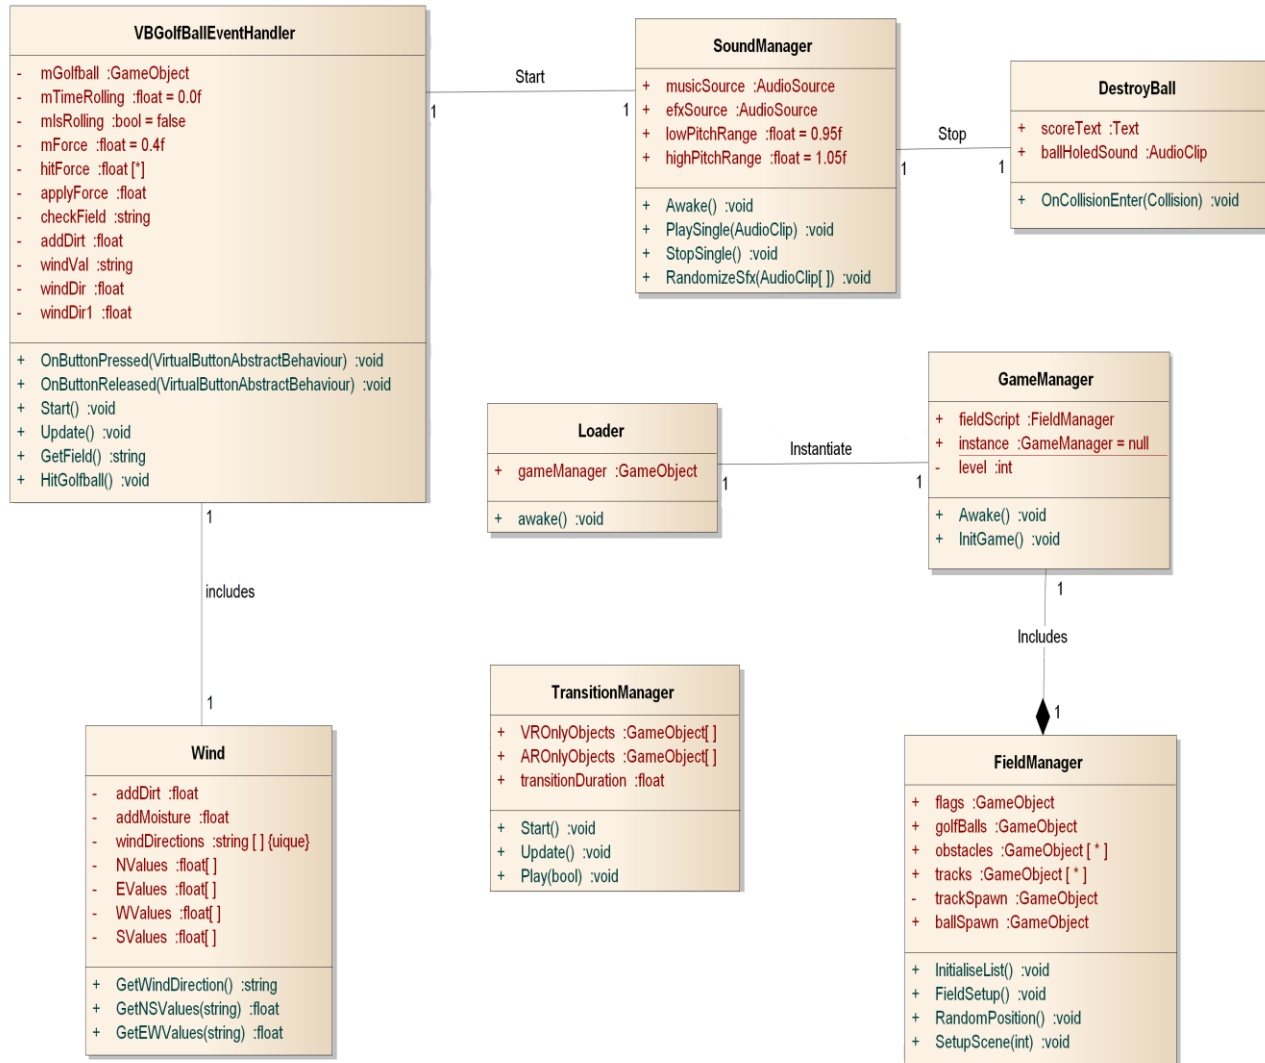 VBGolfBallEventHandler
- mGolfball :GameObject
- mTimeRolling :float = 0.0f
- mIsRolling :bool = false
- mForce :float = 0.4f
- hitForce :float [*]
- applyForce :float
- checkField :string
- addDirt :float
- windVal :string
- windDir :float
- windDir1 :float
+ OnButtonPressed(VirtualButtonAbstractBehaviour) :void
+ OnButtonReleased(VirtualButtonAbstractBehaviour) :void
+ Start() :void
+ Update() :void
+ GetField() :string
+ HitGolfball() :void
Start
1
1
SoundManager
+ musicSource :AudioSource
+ efxSource :AudioSource
+ lowPitchRange :float = 0.95f
+ highPitchRange :float = 1.05f
+ Awake() :void
+ PlaySingle(AudioClip) :void
+ StopSingle() :void
+ RandomizeSfx(AudioClip[ ]) :void
Stop
1
1
DestroyBall
+ scoreText :Text
+ ballHoledSound :AudioClip
+ OnCollisionEnter(Collision) :void
Loader
+ gameManager :GameObject
+ awake() :void
Instantiate
1
1
GameManager
+ fieldScript :FieldManager
+ instance :GameManager = null
- level :int
+ Awake() :void
+ InitGame() :void
1
includes
1
1
Includes
1
Wind
- addDirt :float
- addMoisture :float
- windDirections :string [ ] {uique}
- NValues :float[ ]
- EValues :float[ ]
- WValues :float[ ]
- SValues :float[ ]
+ GetWindDirection() :string
+ GetNSValues(string) :float
+ GetEWValues(string) :float
TransitionManager
+ VROnlyObjects :GameObject[ ]
+ AROnlyObjects :GameObject[ ]
+ transitionDuration :float
+ Start() :void
+ Update() :void
+ Play(bool) :void
FieldManager
+ flags :GameObject
+ golfBalls :GameObject
+ obstacles :GameObject [ * ]
+ tracks :GameObject [ * ]
- trackSpawn :GameObject
+ ballSpawn :GameObject
+ InitialiseList() :void
+ FieldSetup() :void
+ RandomPosition() :void
+ SetupScene(int) :void